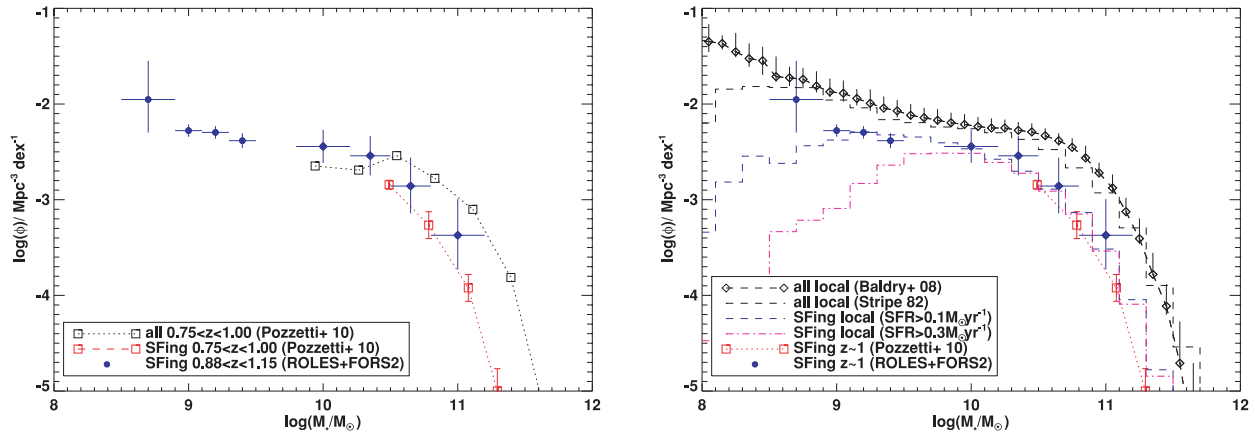 -1
-2
-3
-4
-5
log(ϕ)/ Mpc⁻³ dex⁻¹
all 0.75<z<1.00 (Pozzetti+ 10)
SFing 0.75<z<1.00 (Pozzetti+ 10)
SFing 0.88<z<1.15 (ROLES+FORS2)
8 9 10 11 12
log(M*/M⊙)
-1
-2
-3
-4
-5
log(ϕ)/ Mpc⁻³ dex⁻¹
all local (Baldry+ 08)
all local (Stripe 82)
SFing local (SFR>0.1M⊙yr⁻¹)
SFing local (SFR>0.3M⊙yr⁻¹)
SFing z~1 (Pozzetti+ 10)
SFing z~1 (ROLES+FORS2)
8 9 10 11 12
log(M*/M⊙)